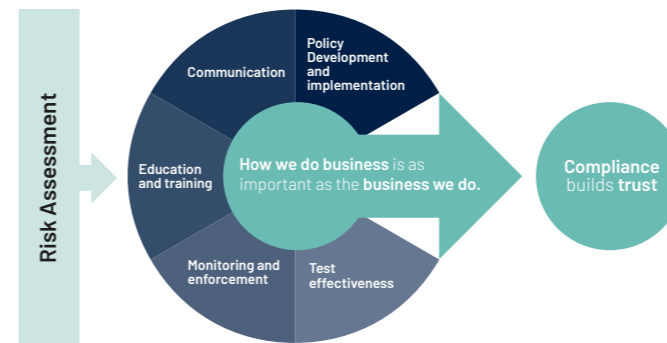 Risk Assessment
Communication
Policy
Development
and
implementation
Education
and training
How we do business is as
important as the business we do.
Monitoring and
enforcement
Test
effectiveness
Compliance
builds trust